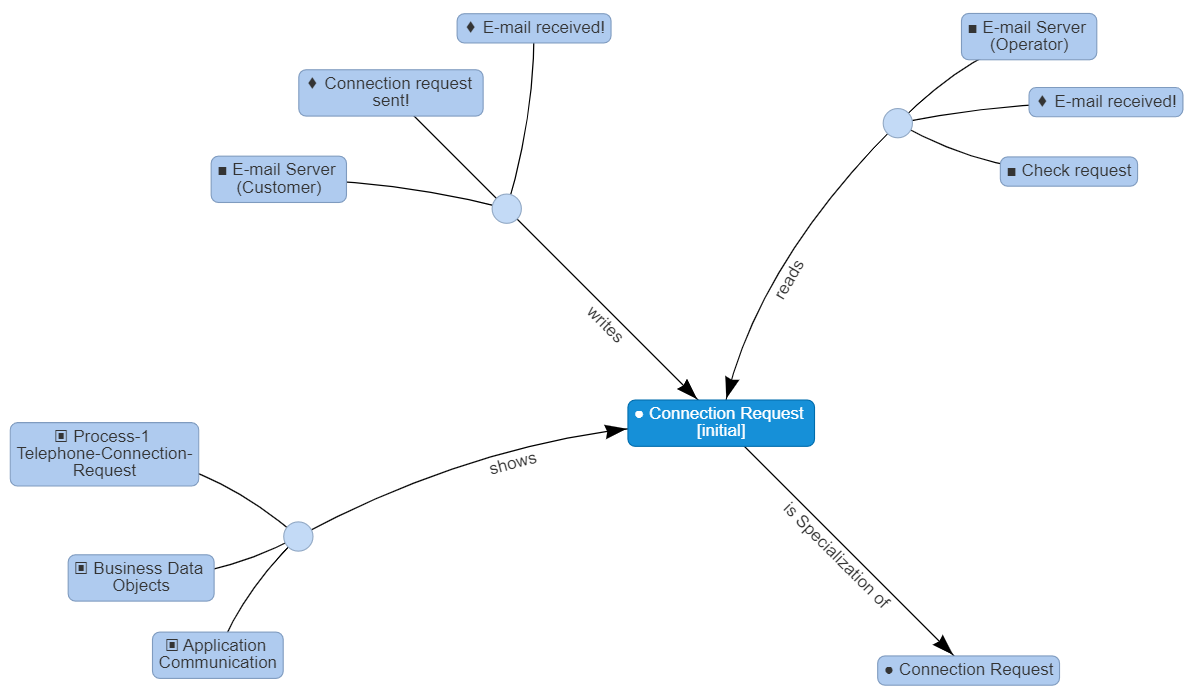 ♦ E-mail received!
■ E-mail Server
(Operator)
♦ Connection request
sent!
♦ E-mail received!
■ E-mail Server
(Customer)
■ Check request
reads
writes
● Connection Request
[initial]
▣ Process-1
Telephone-Connection-
Request
shows
is Specialization of
▣ Business Data
Objects
▣ Application
Communication
● Connection Request